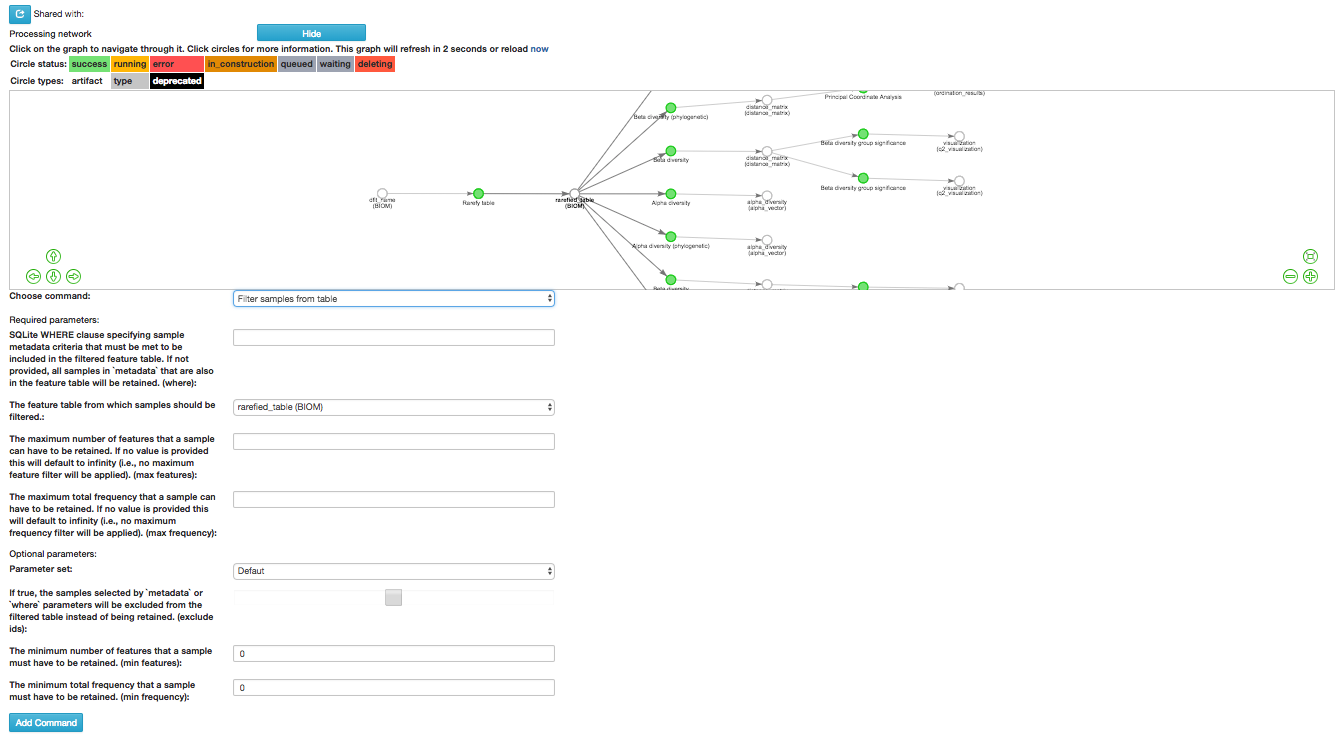 Shared with:
Processing network
Hide
Click on the graph to navigate through it. Click circles for more information. This graph will refresh in 2 seconds or reload now
Circle status: success running error in_construction queued waiting deleting
Circle types: artifact type deprecated
Principal Coordinate Analysis
(ordination_results)
distance_matrix
(distance_matrix)
Beta diversity (phylogenetic)
Beta diversity group significance
visualization
(q2_visualization)
Beta diversity
distance_matrix
(distance_matrix)
Beta diversity group significance
visualization
(q2_visualization)
(BIOM)
Rarefy table
rarefied_table
(BIOM)
Alpha diversity
alpha_diversity
(alpha_vector)
Alpha diversity (phylogenetic)
alpha_diversity
(alpha_vector)
Beta diversity
Choose command:
Filter samples from table
Required parameters:
SQLite WHERE clause specifying sample
metadata criteria that must be met to be
included in the filtered feature table. If not
provided, all samples in `metadata` that are also
in the feature table will be retained. (where):
The feature table from which samples should be
filtered.:
rarefied_table (BIOM)
The maximum number of features that a sample
can have to be retained. If no value is provided
this will default to infinity (i.e., no maximum
feature filter will be applied). (max features):
The maximum total frequency that a sample can
have to be retained. If no value is provided this
will default to infinity (i.e., no maximum
frequency filter will be applied). (max frequency):
Optional parameters:
Parameter set:
Defaut
If true, the samples selected by `metadata` or
`where` parameters will be excluded from the
filtered table instead of being retained. (exclude
ids):
The minimum number of features that a sample
must have to be retained. (min features):
0
The minimum total frequency that a sample
must have to be retained. (min frequency):
0
Add Command